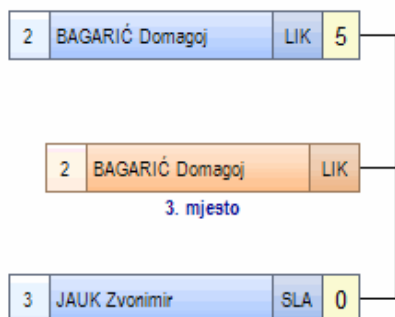 2 BAGARIĆ Domagoj LIK 5
2 BAGARIĆ Domagoj LIK
3. mjesto
3 JAUK Zvonimir SLA 0